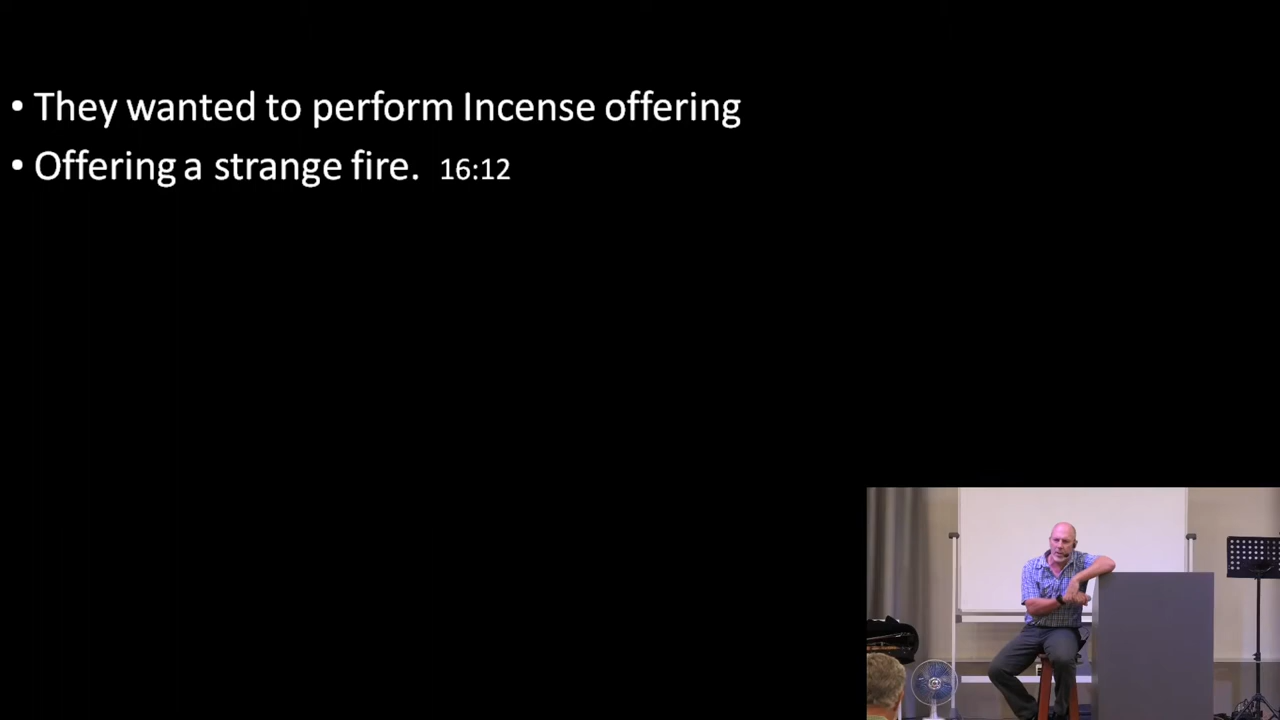 • They wanted to perform Incense offering
• Offering a strange fire. 16:12